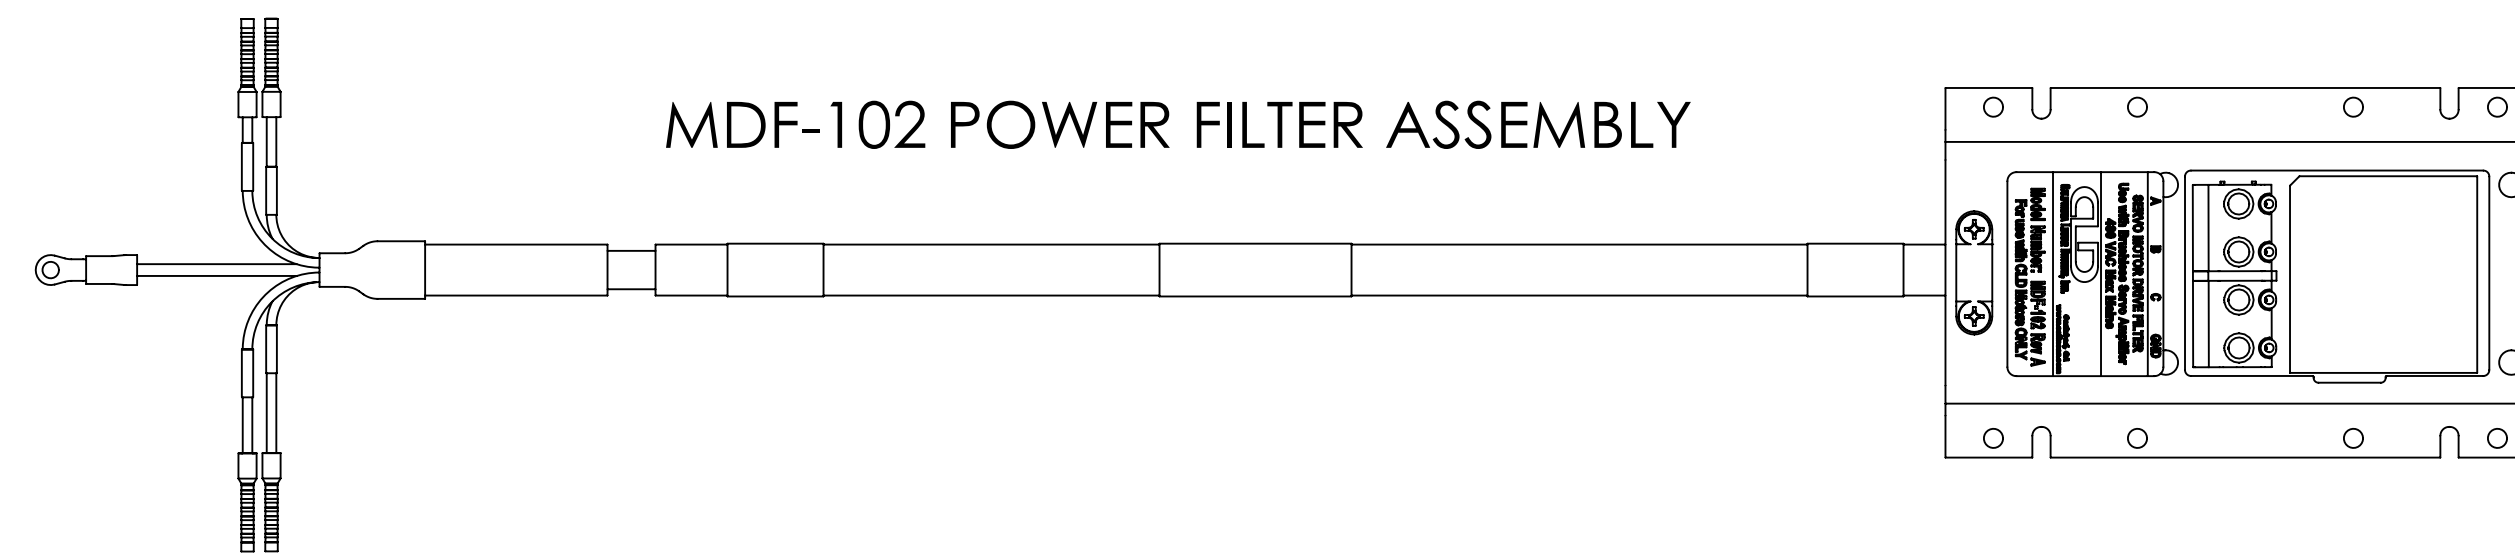 MDF-102 POWER FILTER ASSEMBLY
A
B
C
GND
SERVO MOTOR DRIVE FILTER
Use with Brushless Servo Amplifier
480 VAC Max Mains
Model Number: MDF-102 Rev A
For use with CLD Motors ONLY